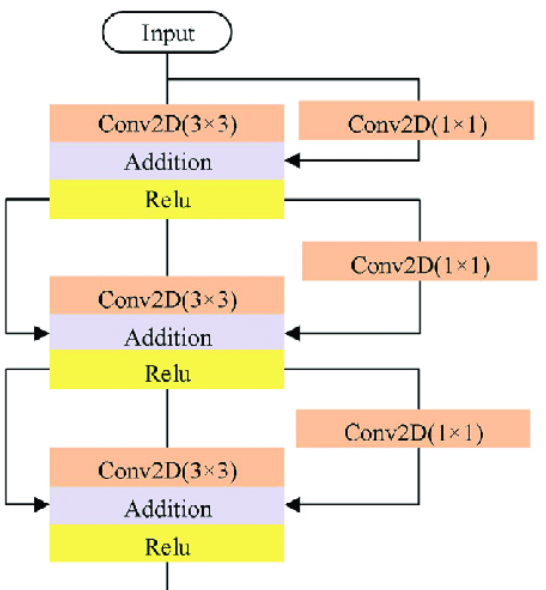 Input
Conv2D(3×3)
Conv2D(1×1)
Addition
Relu
Conv2D(1×1)
Conv2D(3×3)
Addition
Relu
Conv2D(1×1)
Conv2D(3×3)
Addition
Relu